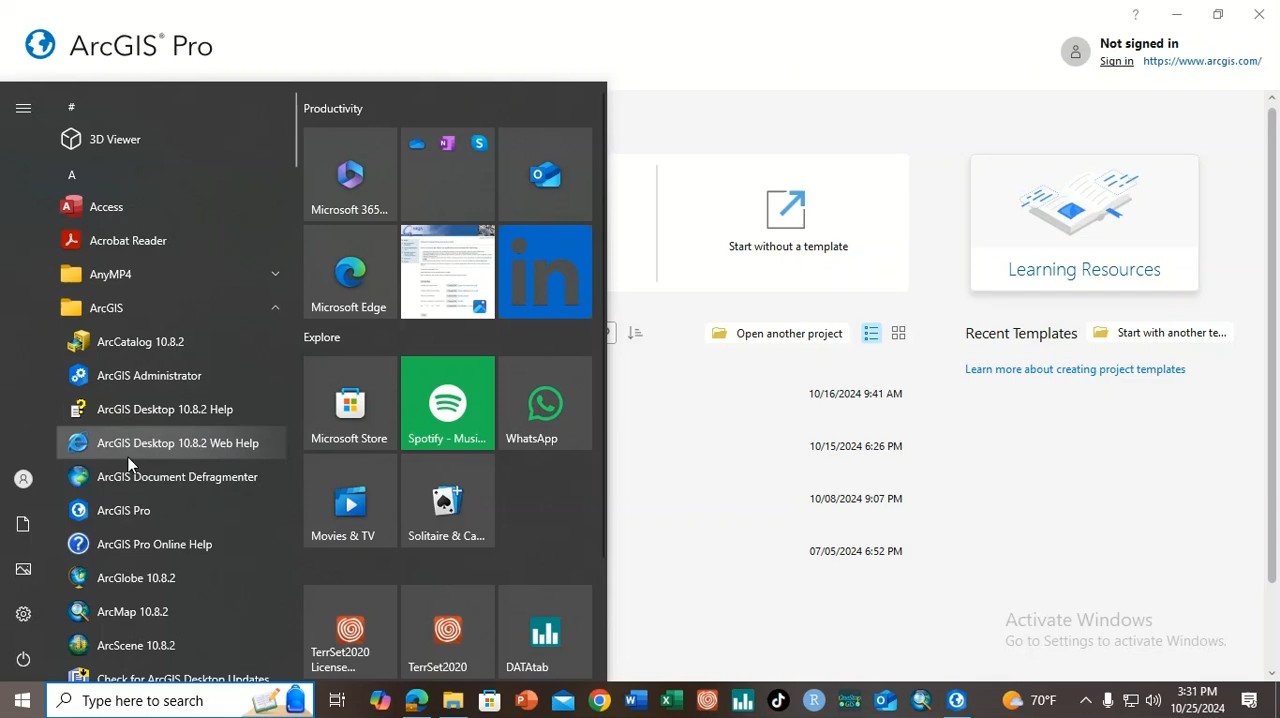 ArcGIS® Pro
?
Not signed in
Sign in
https://www.arcgis.com/
#
3D Viewer
A
Access
Acrobat Reader
AnyMP4
ArcGIS
ArcCatalog 10.8.2
ArcGIS Administrator
ArcGIS Desktop 10.8.2 Help
ArcGIS Desktop 10.8.2 Web Help
ArcGIS Document Defragmenter
ArcGIS Pro
ArcGIS Pro Online Help
ArcGlobe 10.8.2
ArcMap 10.8.2
ArcScene 10.8.2
Check for ArcGIS Desktop Updates
Productivity
Microsoft 365...
Microsoft Edge
Explore
Microsoft Store
Spotify - Musi...
WhatsApp
Movies & TV
Solitaire & Ca...
TerrSet2020
License...
TerrSet2020
DATAtab
Start without a template
Learning Resources
Open another project
Recent Templates
Start with another te...
Learn more about creating project templates
10/16/2024 9:41 AM
10/15/2024 6:26 PM
10/08/2024 9:07 PM
07/05/2024 6:52 PM
Activate Windows
Go to Settings to activate Windows.
Type here to search
70°F
3:31 PM
10/25/2024